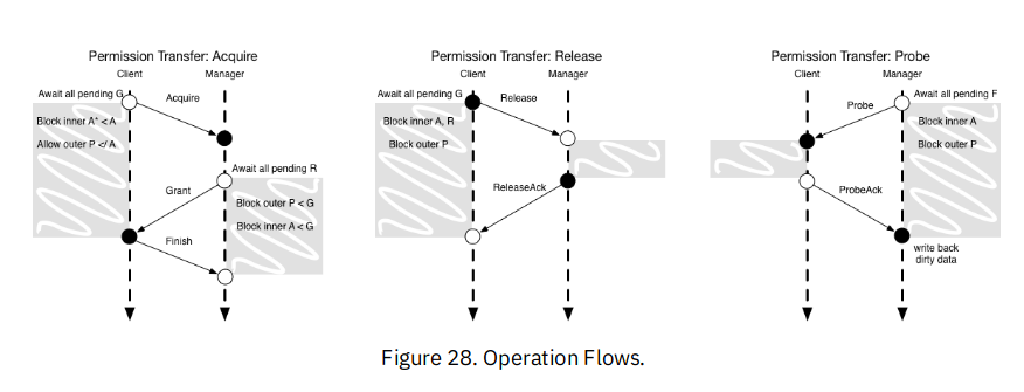 Permission Transfer: Acquire
Client
Manager
Await all pending G
Acquire
Block inner A* < A
Allow outer P </ A
Await all pending R
Grant
Block outer P < G
Block inner A < G
Finish
Permission Transfer: Release
Client
Manager
Await all pending G
Release
Block inner A, R
Block outer P
ReleaseAck
Permission Transfer: Probe
Client
Manager
Await all pending F
Probe
Block inner A
Block outer P
ProbeAck
write back
dirty data
Figure 28. Operation Flows.